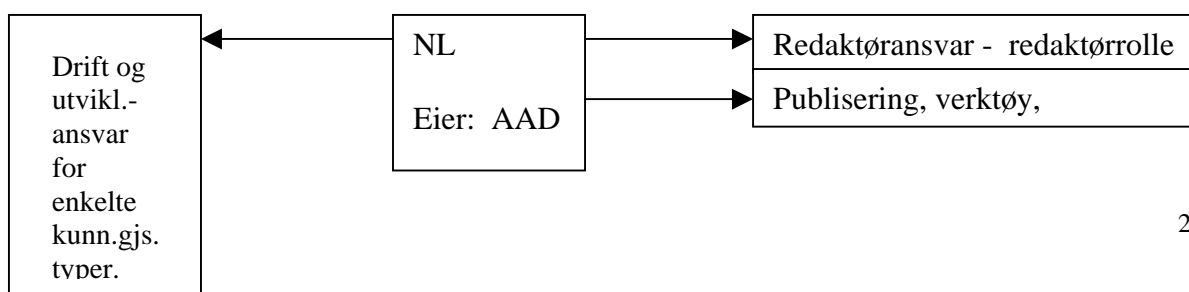 Drift og
utvikl.-
ansvar
for
enkelte
kunn.gjs.
typer.
NL
Eier: AAD
Redaktøransvar - redaktørrolle
Publisering, verktøy,
2